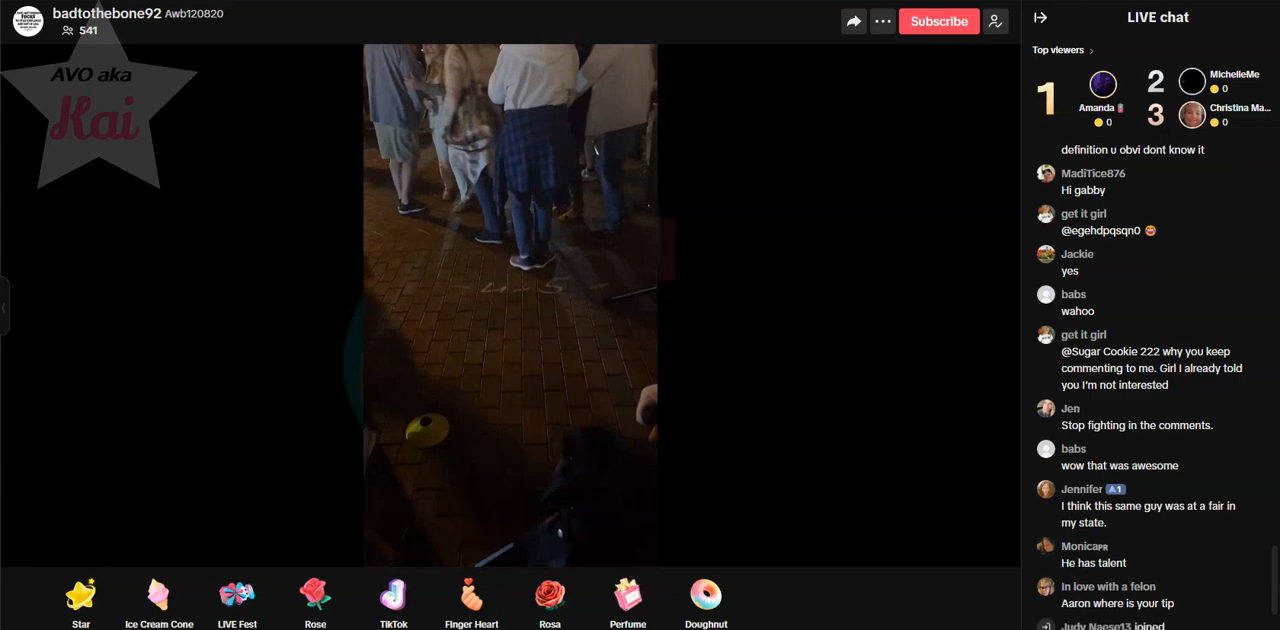 badtothebone92 Awb120820
541
Subscribe
AVO aka
Kai
LIVE chat
Top viewers
1
Amanda
0
2
MichelleMe
0
3
Christina Ma...
0
definition u obvi dont know it
MadiTice876
Hi gabby
get it girl
@egehdpqsqn0
Jackie
yes
babs
wahoo
get it girl
@Sugar Cookie 222 why you keep
commenting to me. Girl I already told
you I'm not interested
Jen
Stop fighting in the comments.
babs
wow that was awesome
Jennifer 1
I think this same guy was at a fair in
my state.
Monica PR
He has talent
In love with a felon
Aaron where is your tip
Judy Naese13 joined
Star
Ice Cream Cone
LIVE Fest
Rose
TikTok
Finger Heart
Rosa
Perfume
Doughnut